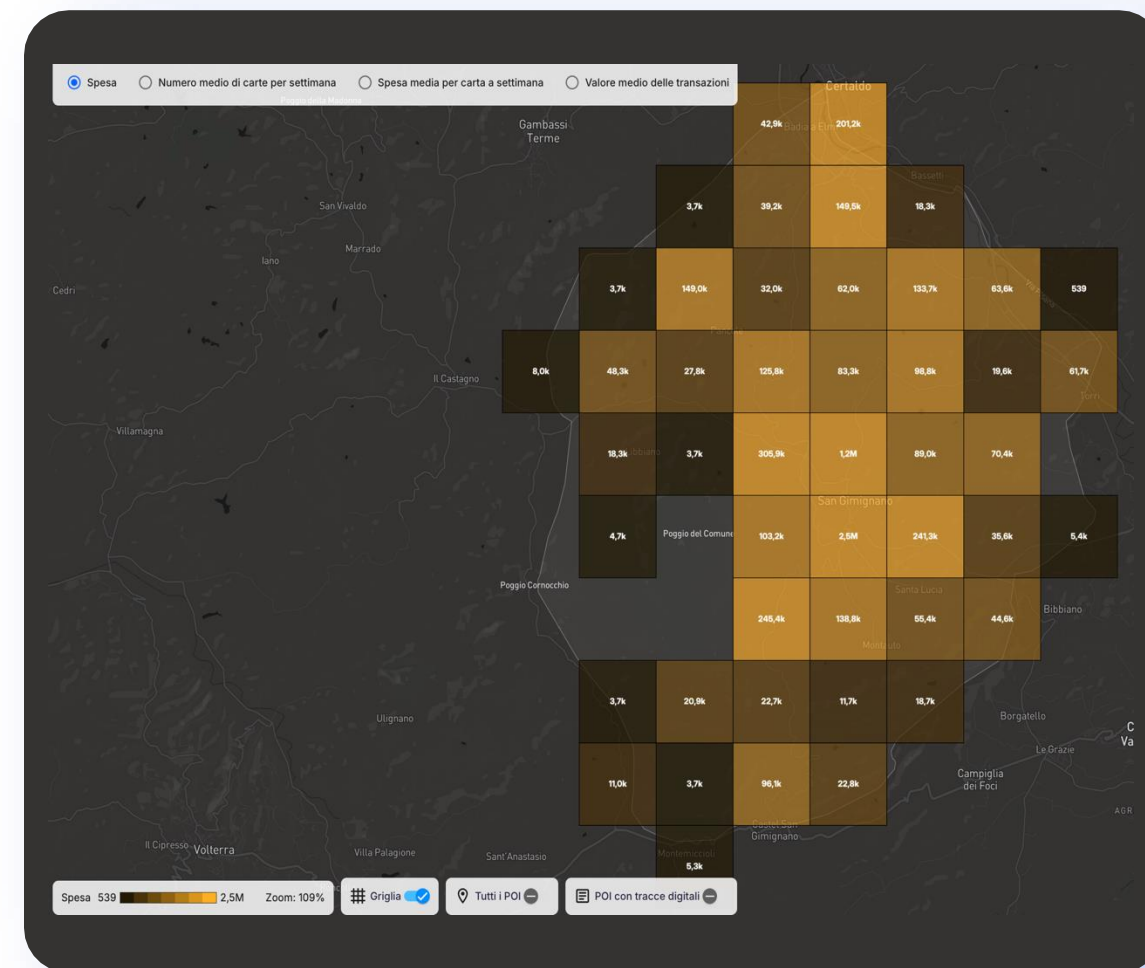 Spesa Numero medio di carte per settimana Spesa media per carta a settimana Valore medio delle transazioni
Certaldo
Gambassi
Terme
42,9k 201,2k
Bassetti
San Vivaldo
3,7k 39,2k 149,5k 18,3k
Marrado
Iano
Cedri
3,7k 149,0k 32,0k 62,0k 133,7k 63,6k 539
Il Castagno
8,0k 48,3k 27,8k 125,8k 83,3k 98,8k 19,6k 61,7k
Turri
Villamagna
18,3k 3,7k 305,9k 1,2M 89,0k 70,4k
San Gimignano
4,7k Poggio del Comune 103,2k 2,5M 241,3k 35,6k 5,4k
Poggio Cornocchio
Santa Lucia
Bibbiano
245,4k 138,8k 55,4k 44,6k
3,7k 20,9k 22,7k 11,7k 18,7k
Ulignano
Borgatello
C
Va
Le Grazie
Campiglia
dei Foci
11,0k 3,7k 96,1k 22,8k
AGR
Castel San
Gimignano
Il Cipresso Volterra Villa Palagione Sant'Anastasio Montemiccioli
5,3k
Spesa 539 2,5M Zoom: 109% Griglia Tutti i POI POI con tracce digitali